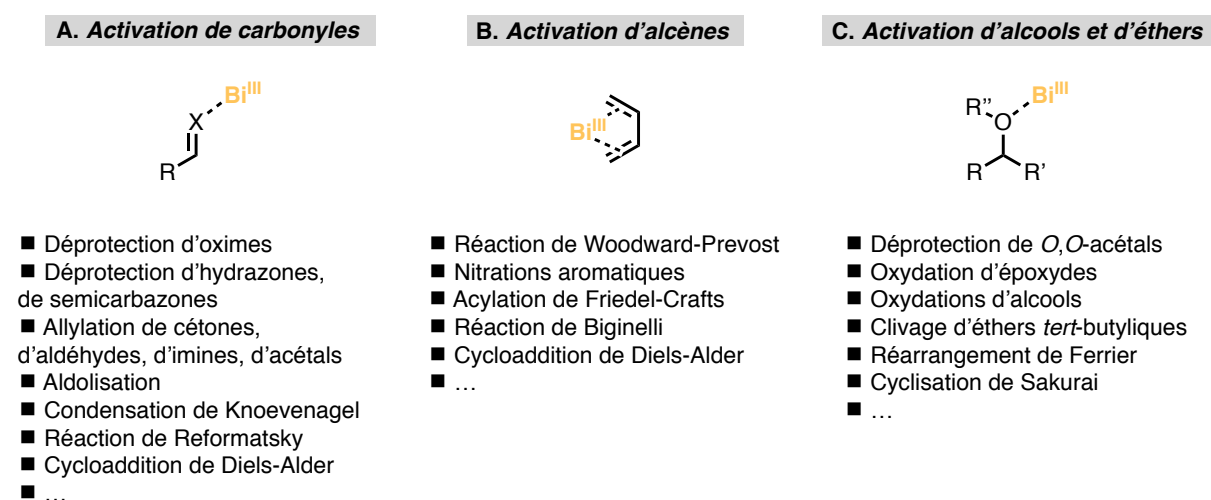 A. Activation de carbonyles
Bi^III
X
R
■ Déprotection d'oximes
■ Déprotection d'hydrazones,
de semicarbazones
■ Allylation de cétones,
d'aldéhydes, d'imines, d'acétals
■ Aldolisation
■ Condensation de Knoevenagel
■ Réaction de Reformatsky
■ Cycloaddition de Diels-Alder
■ …
B. Activation d'alcènes
Bi^III
■ Réaction de Woodward-Prevost
■ Nitrations aromatiques
■ Acylation de Friedel-Crafts
■ Réaction de Biginelli
■ Cycloaddition de Diels-Alder
■ …
C. Activation d'alcools et d'éthers
Bi^III
R''
O
R R'
■ Déprotection de O,O-acétals
■ Oxydation d'époxydes
■ Oxydations d'alcools
■ Clivage d'éthers tert-butyliques
■ Réarrangement de Ferrier
■ Cyclisation de Sakurai
■ …